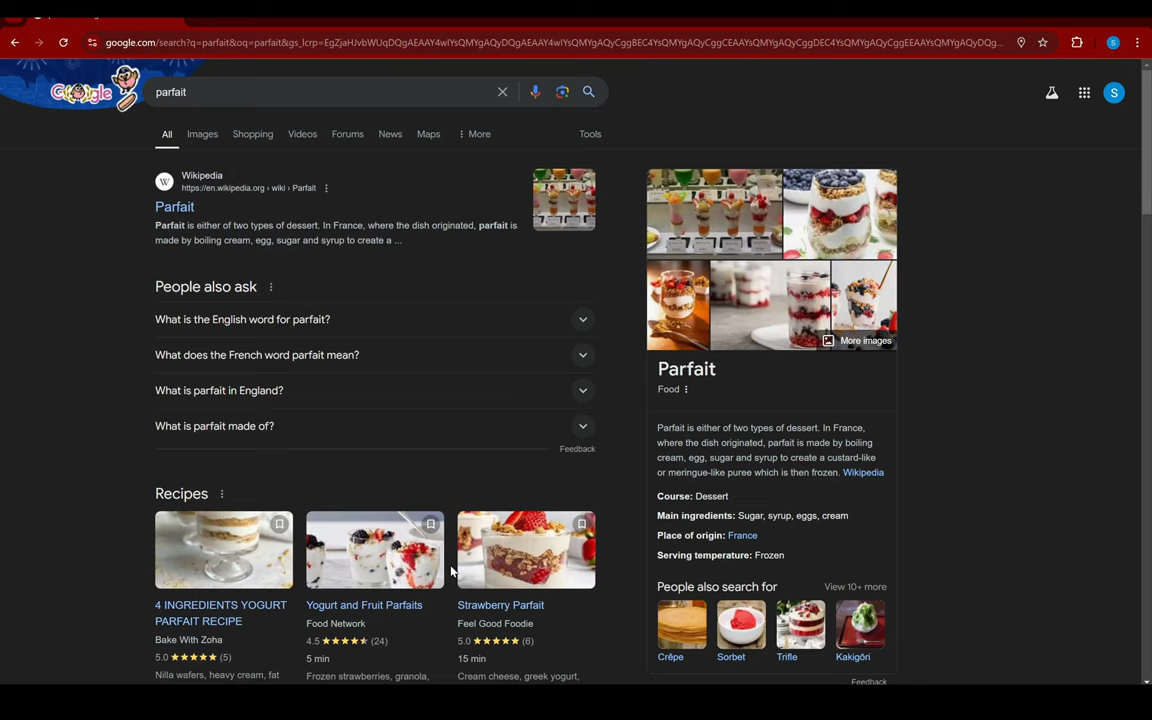 google.com/search?q=parfait&oq=parfait&gs_lcrp=EgZjaHJvbWUqDQgAEAAY4wIYsQMYgAQyDQgAEAAY4wIYsQMYgAQyCggBEC4YsQMYgAQyCggCEAAYsQMYgAQyCggDEC4YsQMYgAQyCggEEAAYsQMYgAQyDQg...
S
Google
parfait
S
All Images Shopping Videos Forums News Maps More Tools
W
Wikipedia
https://en.wikipedia.org › wiki › Parfait
Parfait
Parfait is either of two types of dessert. In France, where the dish originated, parfait is
made by boiling cream, egg, sugar and syrup to create a ...
People also ask
What is the English word for parfait?
What does the French word parfait mean?
What is parfait in England?
What is parfait made of?
Feedback
Recipes
4 INGREDIENTS YOGURT
PARFAIT RECIPE
Bake With Zoha
5.0 (5)
Nilla wafers, heavy cream, fat
Yogurt and Fruit Parfaits
Food Network
4.5 (24)
5 min
Frozen strawberries, granola,
Strawberry Parfait
Feel Good Foodie
5.0 (6)
15 min
Cream cheese, greek yogurt,
More images
Parfait
Food
Parfait is either of two types of dessert. In France,
where the dish originated, parfait is made by boiling
cream, egg, sugar and syrup to create a custard-like
or meringue-like puree which is then frozen. Wikipedia
Course: Dessert
Main ingredients: Sugar, syrup, eggs, cream
Place of origin: France
Serving temperature: Frozen
People also search for View 10+ more
Crêpe Sorbet Trifle Kakigōri
Feedback